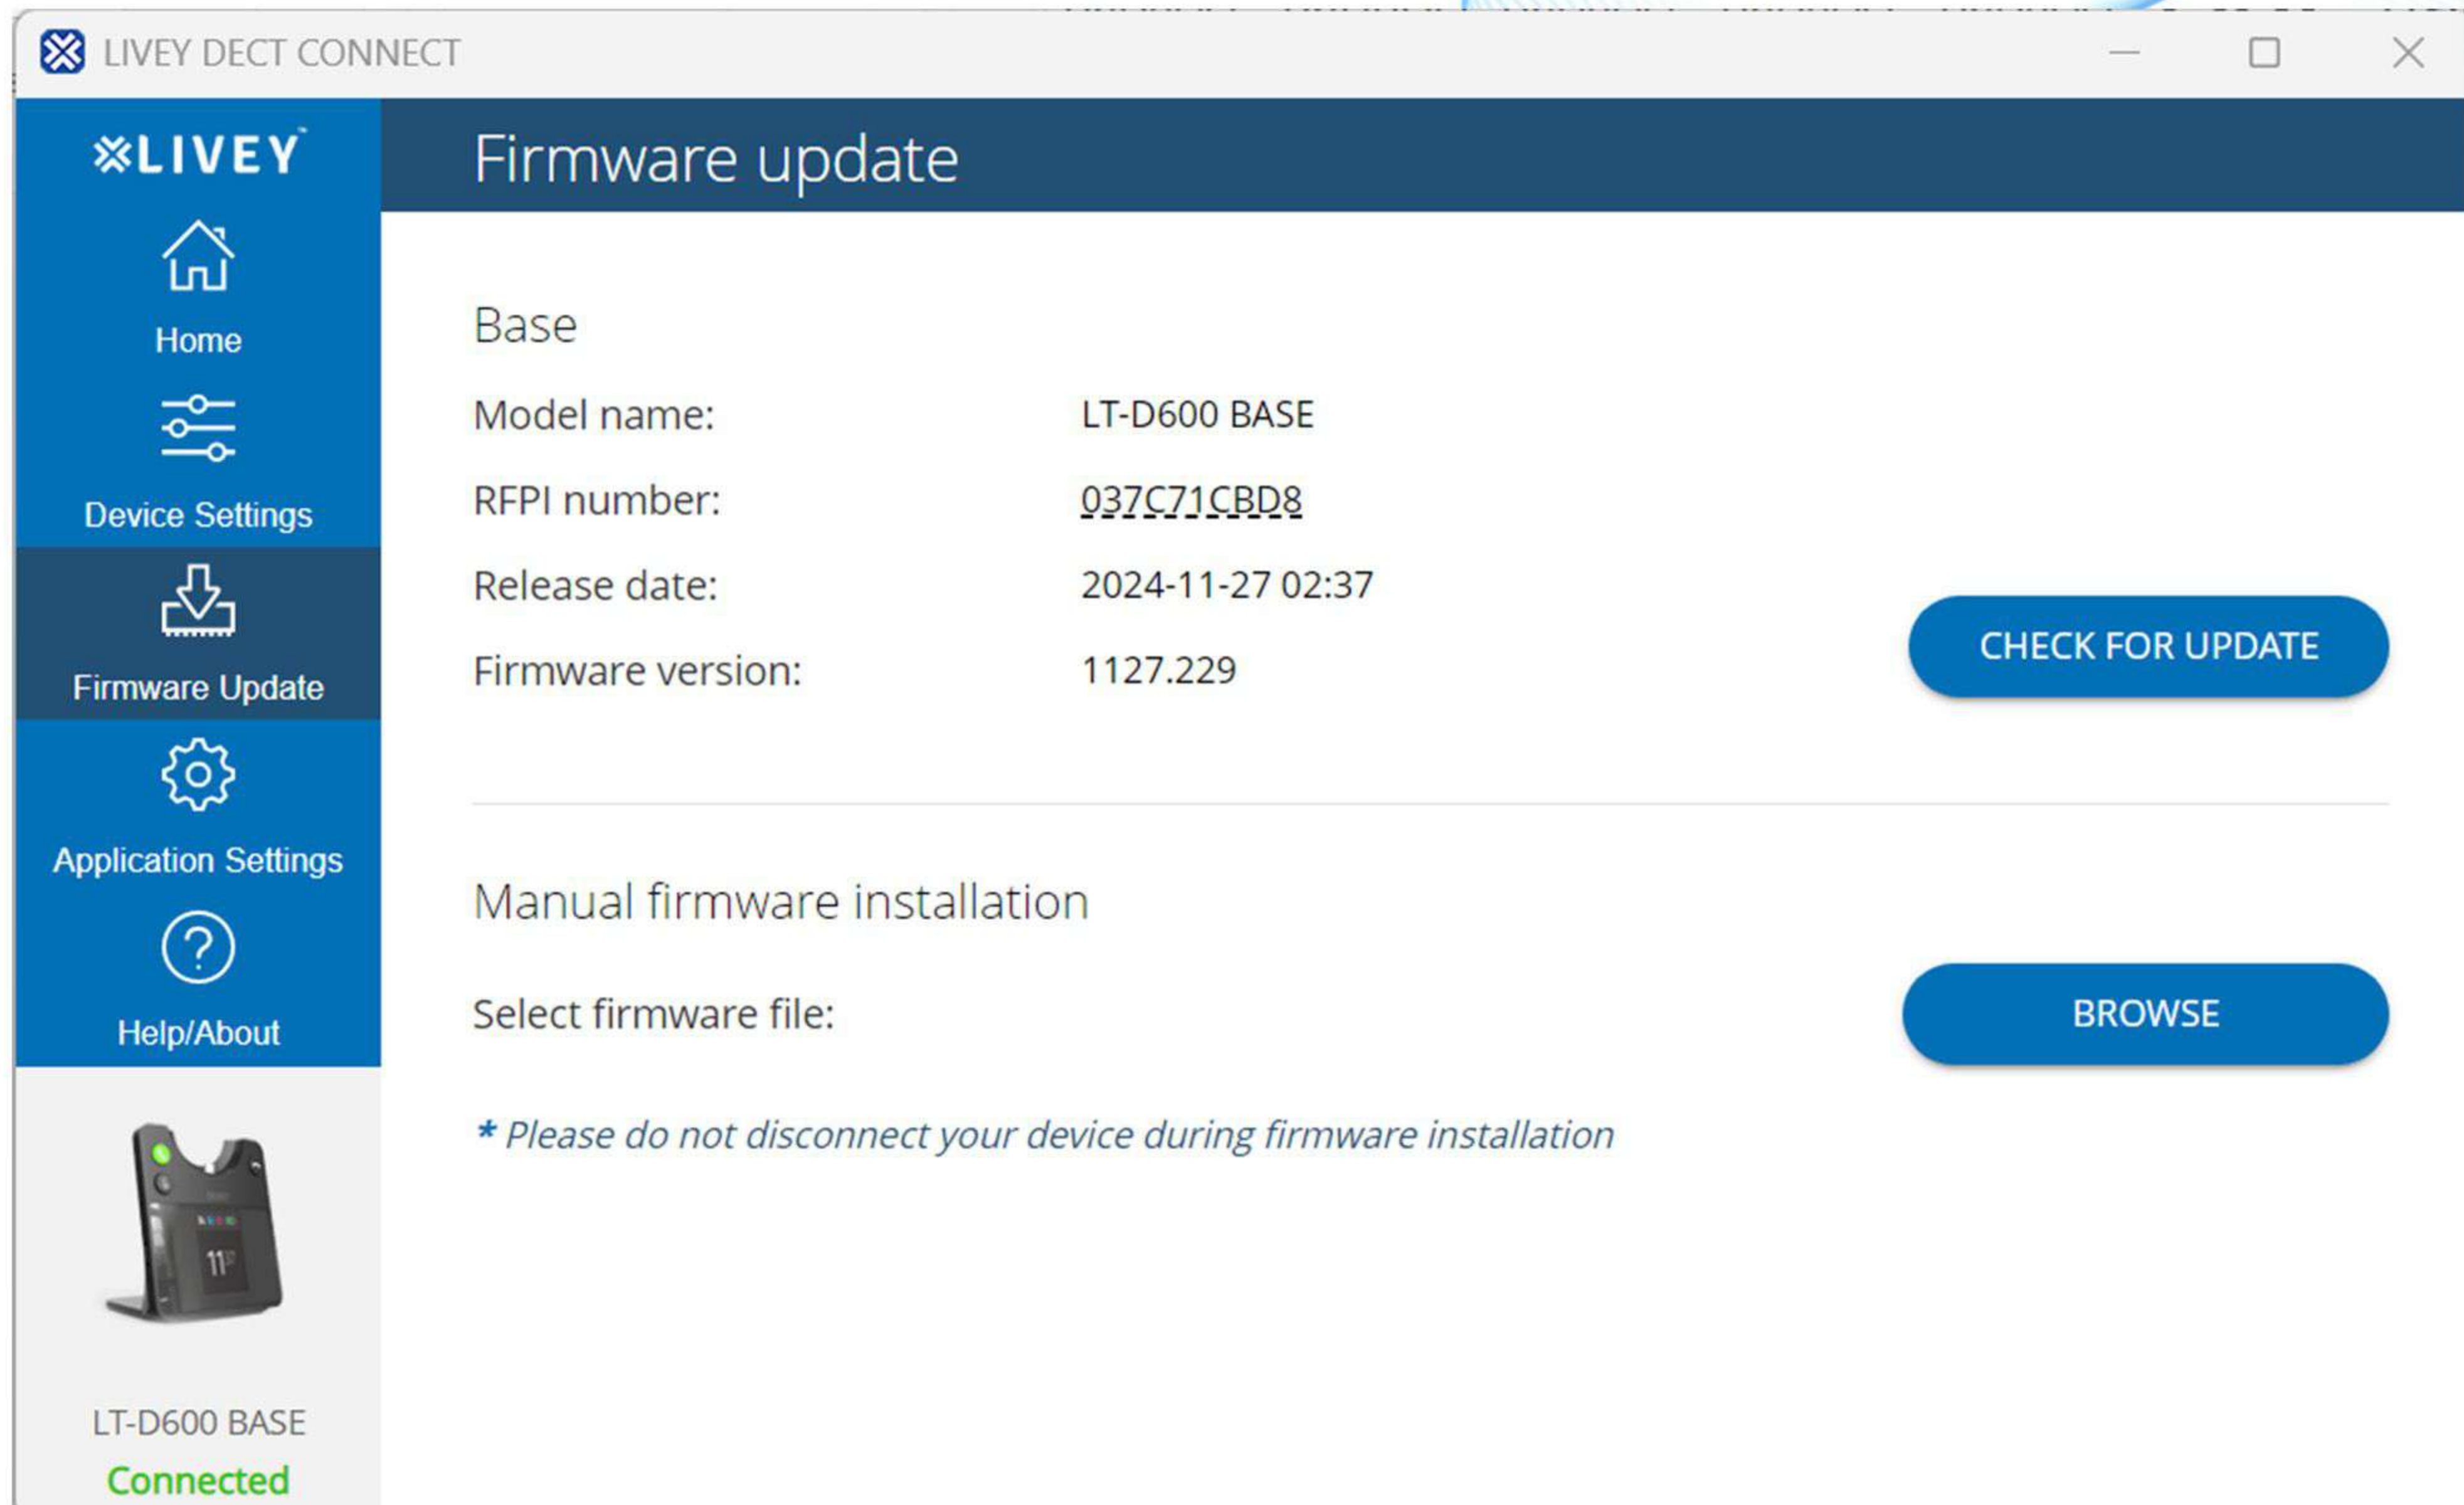 LIVEY DECT CONNECT
LIVEY™
Home
Device Settings
Firmware Update
Application Settings
Help/About
LT-D600 BASE
Connected
Firmware update
Base
Model name: LT-D600 BASE
RFPI number: 037C71CBD8
Release date: 2024-11-27 02:37
Firmware version: 1127.229
CHECK FOR UPDATE
Manual firmware installation
Select firmware file:
BROWSE
* Please do not disconnect your device during firmware installation